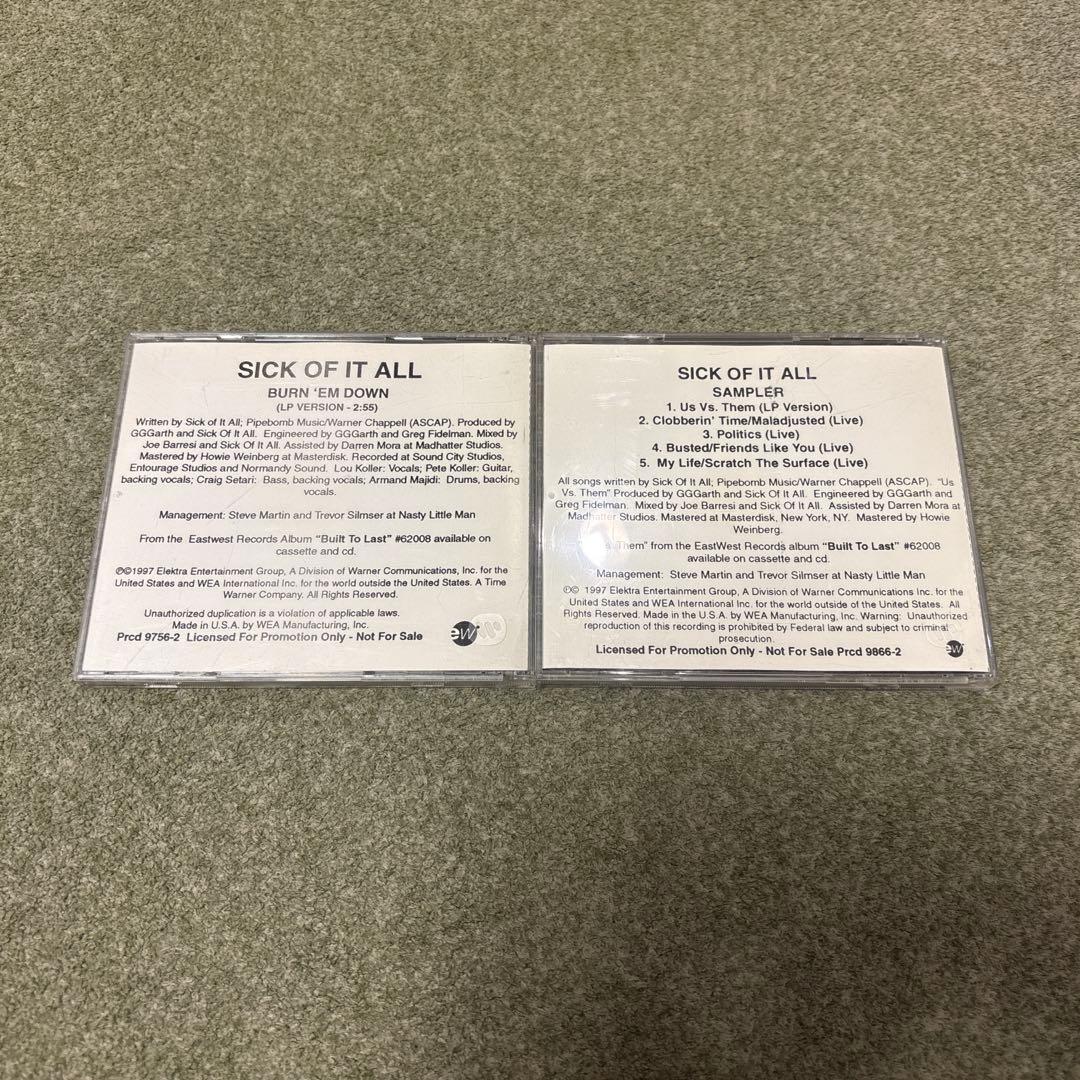 SICK OF IT ALL
BURN 'EM DOWN
(LP VERSION - 2:55)
Written by Sick of It All; Pipebomb Music/Warner Chappell (ASCAP). Produced by
GGGarth and Sick Of It All. Engineered by GGGarth and Greg Fidelman. Mixed by
Joe Barresi and Sick Of It All. Assisted by Darren Mora at Madhatter Studios.
Mastered by Howie Weinberg at Masterdisk. Recorded at Sound City Studios,
Entourage Studios and Normandy Sound. Lou Koller: Vocals; Pete Koller: Guitar,
backing vocals; Craig Setari: Bass, backing vocals; Armand Majidi: Drums, backing
vocals.
Management: Steve Martin and Trevor Silmser at Nasty Little Man
From the Eastwest Records Album "Built To Last" #62008 available on
cassette and cd.
℗©1997 Elektra Entertainment Group, A Division of Warner Communications, Inc. for the
United States and WEA International Inc. for the world outside the United States. A Time
Warner Company. All Rights Reserved.
Unauthorized duplication is a violation of applicable laws.
Made in U.S.A. by WEA Manufacturing, Inc.
Prcd 9756-2 Licensed For Promotion Only - Not For Sale
ew
SICK OF IT ALL
SAMPLER
1. Us Vs. Them (LP Version)
2. Clobberin' Time/Maladjusted (Live)
3. Politics (Live)
4. Busted/Friends Like You (Live)
5. My Life/Scratch The Surface (Live)
All songs written by Sick Of It All; Pipebomb Music/Warner Chappell (ASCAP). "Us
Vs. Them" Produced by GGGarth and Sick Of It All. Engineered by GGGarth and
Greg Fidelman. Mixed by Joe Barresi and Sick Of It All. Assisted by Darren Mora at
Madhatter Studios. Mastered at Masterdisk, New York, NY. Mastered by Howie
Weinberg.
Them" from the EastWest Records album "Built To Last" #62008
available on cassette and cd.
Management: Steve Martin and Trevor Silmser at Nasty Little Man
℗© 1997 Elektra Entertainment Group, A Division of Warner Communications Inc. for the
United States and WEA International Inc. for the world outside of the United States. All
Rights Reserved. Made in the U.S.A. by WEA Manufacturing, Inc. Warning: Unauthorized
reproduction of this recording is prohibited by Federal law and subject to criminal
prosecution.
Licensed For Promotion Only - Not For Sale Prcd 9866-2
ew